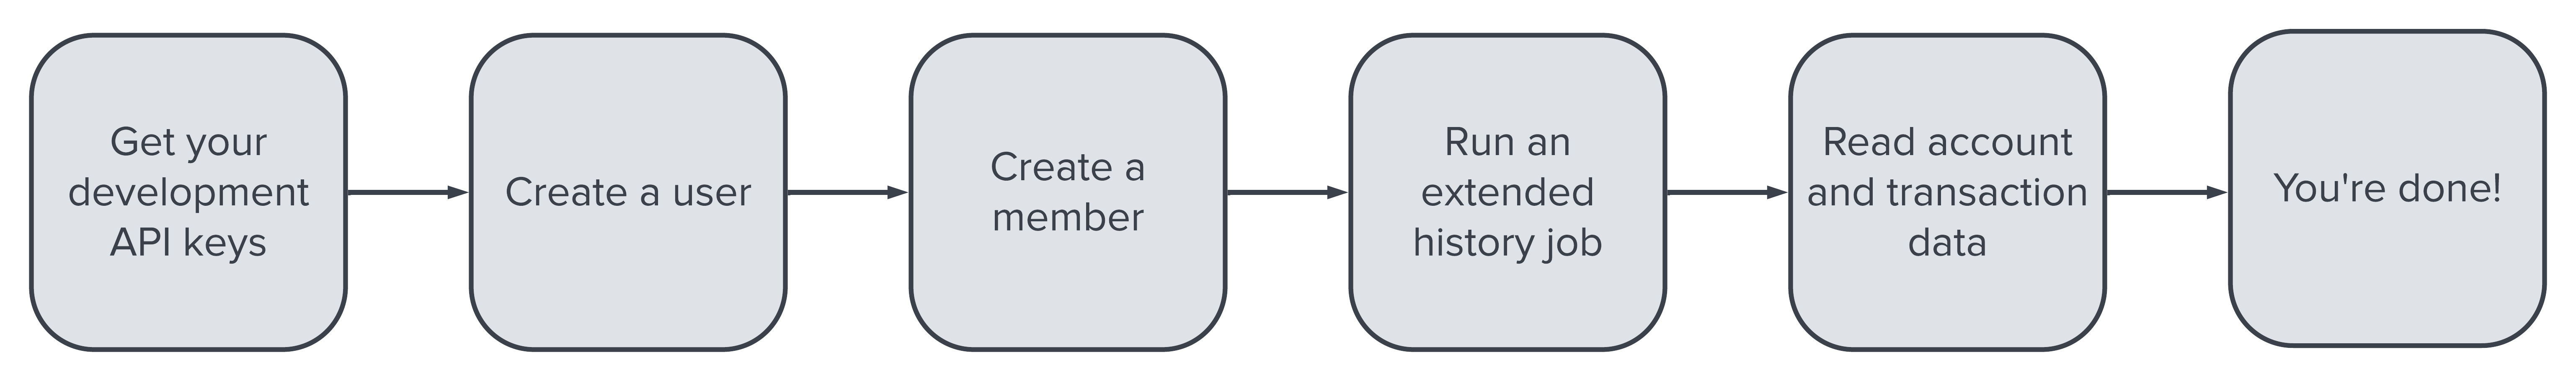 Get your
development
API keys
Create a user
Create a
member
Run an
extended
history job
Read account
and transaction
data
You're done!